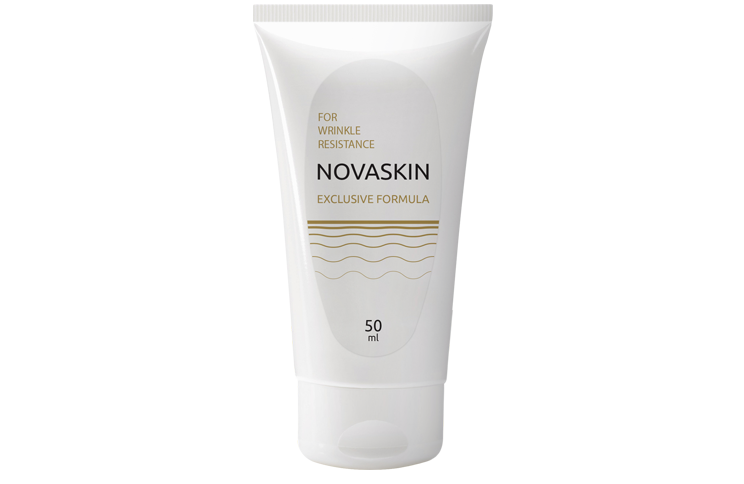 FOR
WRINKLE
RESISTANCE
NOVASKIN
EXCLUSIVE FORMULA
50
ml